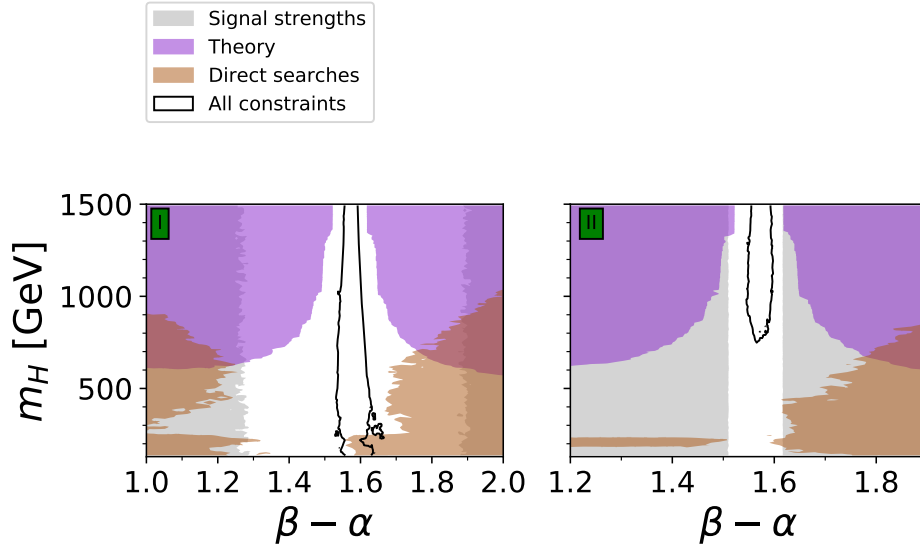 Signal strengths
Theory
Direct searches
All constraints
m_H [GeV]
1500
1000
500
I
II
1.0 1.2 1.4 1.6 1.8 2.0
1.2 1.4 1.6 1.8
β − α
β − α